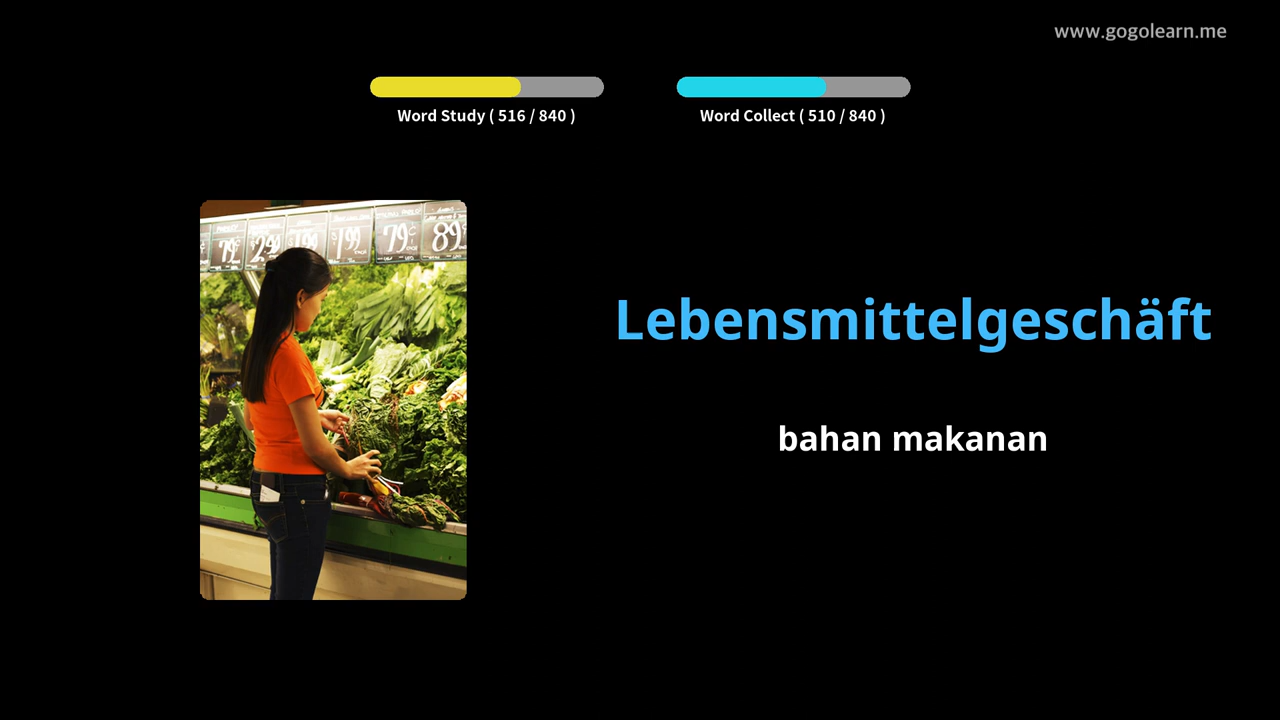 www.gogolearn.me
Word Study ( 516 / 840 )
Word Collect ( 510 / 840 )
Lebensmittelgeschäft
bahan makanan